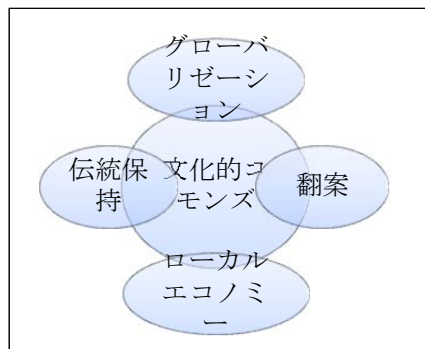 グローバ
リゼーシ
ョン
伝統保
持
文化的コ
モンズ
翻案
ローカル
エコノミ
ー